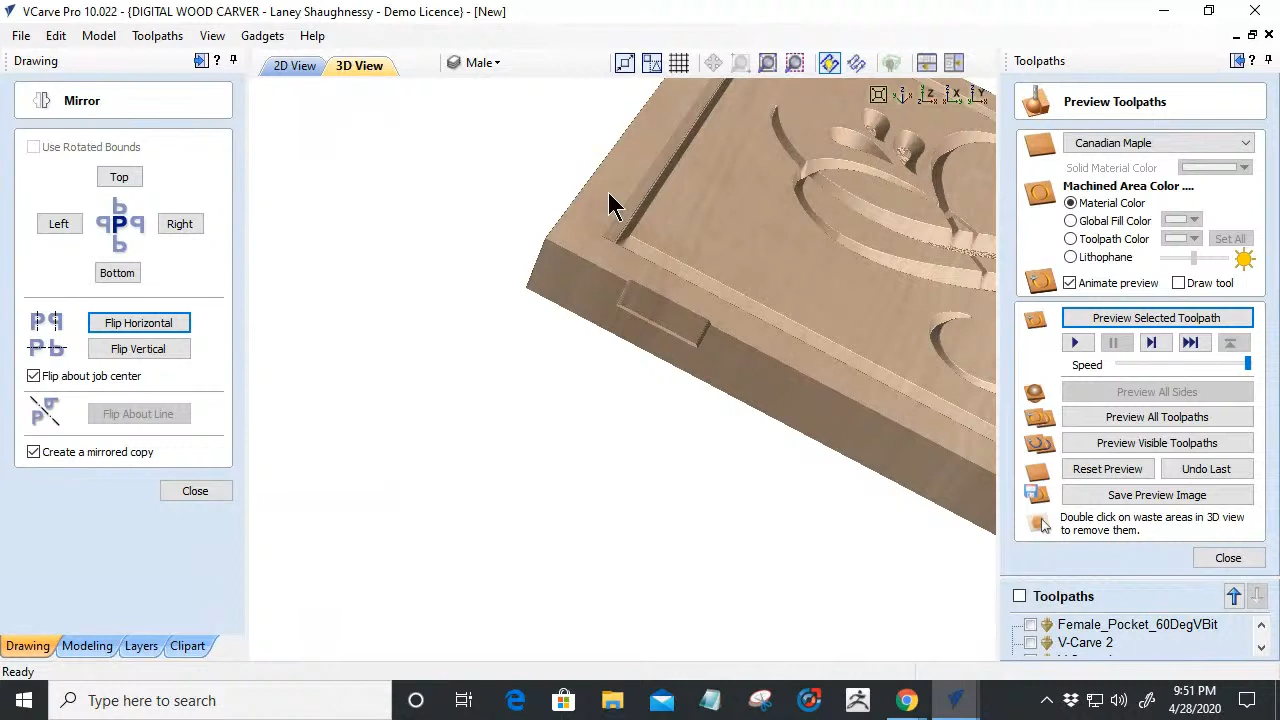 VCarve Pro 10.022 - {DIGITAL WOOD CARVER - Laney Shaughnessy - Demo Licence} - [New]
File Edit Model Toolpaths View Gadgets Help
Drawing
Mirror
Use Rotated Bounds
Top
Left
Right
Bottom
Flip Horizontal
Flip Vertical
Flip about job center
Flip About Line
Create a mirrored copy
Close
Drawing Modeling Layers Clipart
Ready
2D View 3D View
Male
Toolpaths
Preview Toolpaths
Canadian Maple
Solid Material Color
Machined Area Color ....
Material Color
Global Fill Color
Toolpath Color Set All
Lithophane
Animate preview Draw tool
Preview Selected Toolpath
Speed
Preview All Sides
Preview All Toolpaths
Preview Visible Toolpaths
Reset Preview Undo Last
Save Preview Image
Double click on waste areas in 3D view
to remove them.
Close
Toolpaths
Female_Pocket_60DegVBit
V-Carve 2
Type here to search
9:51 PM
4/28/2020